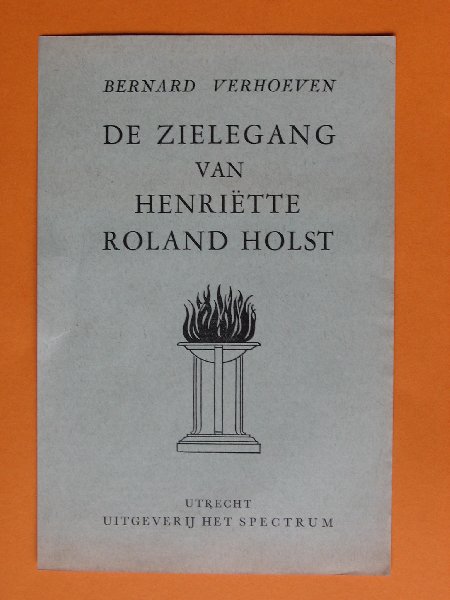 BERNARD VERHOEVEN
DE ZIELEGANG
VAN
HENRIËTTE
ROLAND HOLST
UTRECHT
UITGEVERIJ HET SPECTRUM